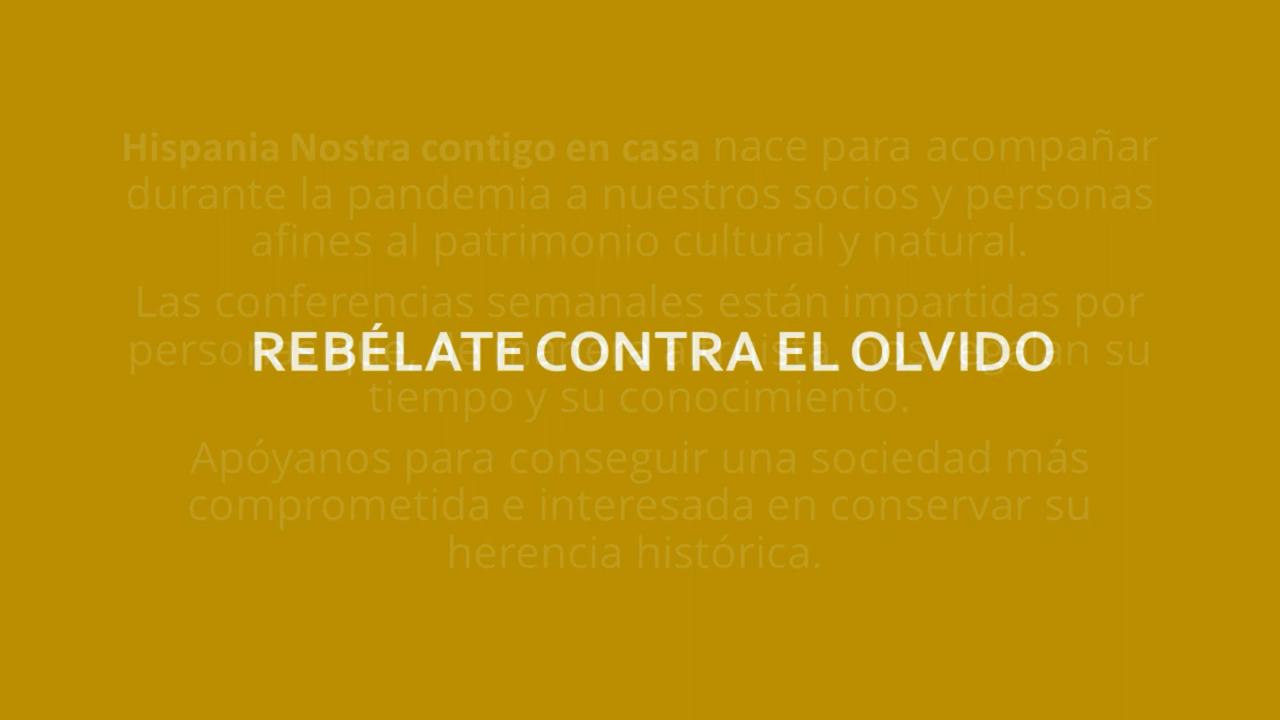 Hispania Nostra contigo en casa nace para acompañar
durante la pandemia a nuestros socios y personas
afines al patrimonio cultural y natural.
Las conferencias semanales están impartidas por
REBÉLATE CONTRA EL OLVIDO
su
tiempo y su conocimiento.
Apóyanos para conseguir una sociedad más
comprometida e interesada en conservar su
herencia histórica.